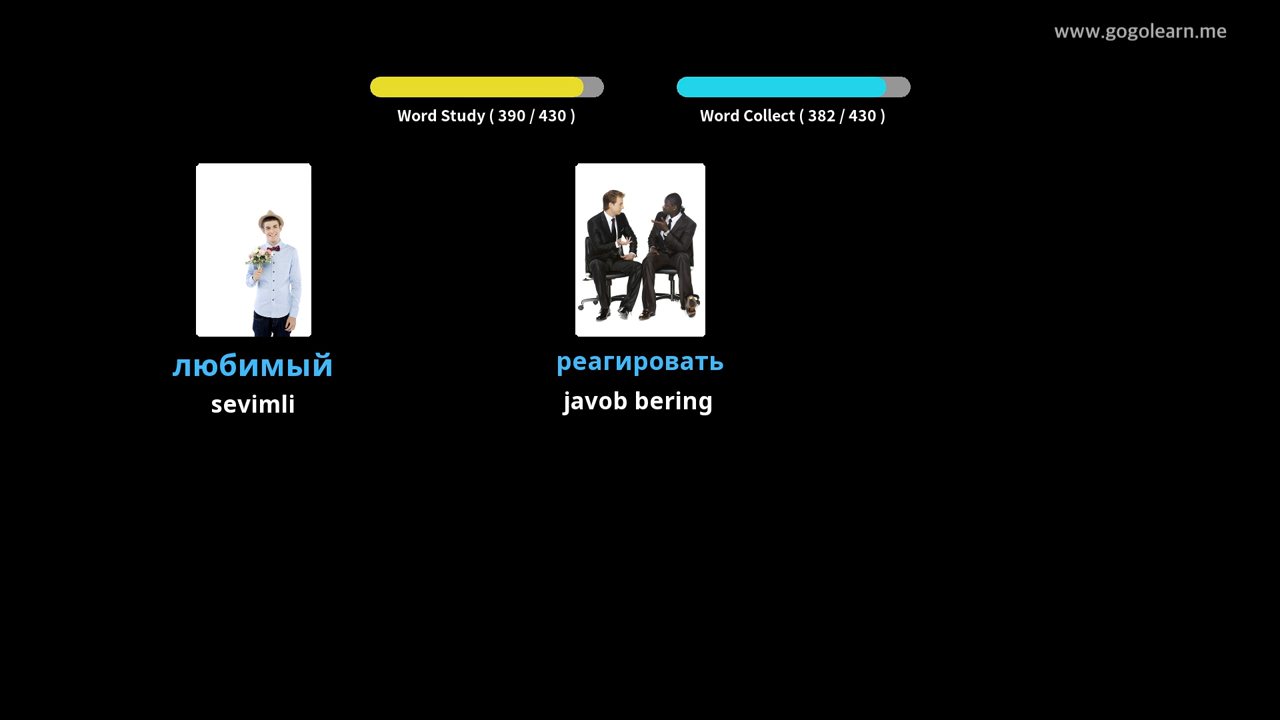 www.gogolearn.me
Word Study ( 390 / 430 )
Word Collect ( 382 / 430 )
любимый
sevimli
реагировать
javob bering